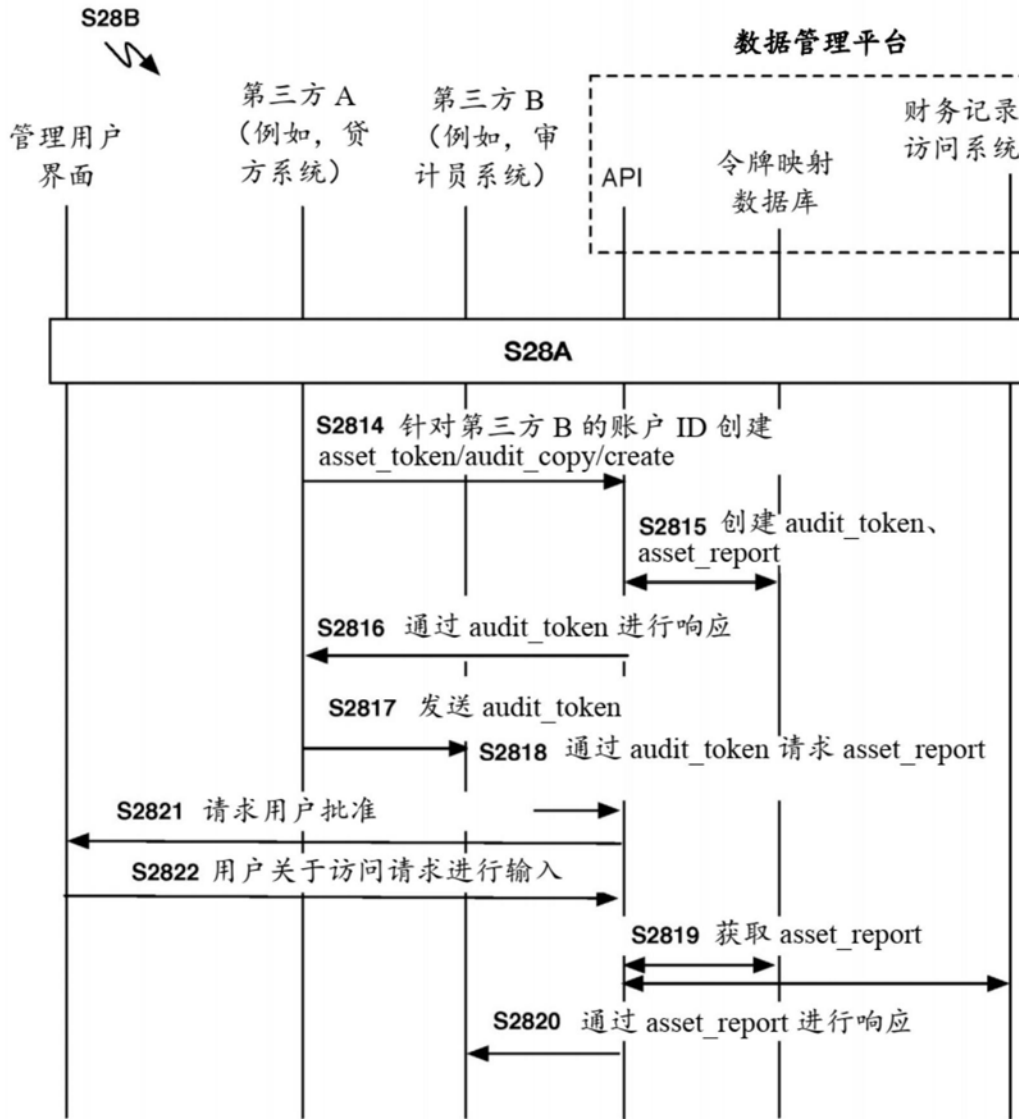 S28B
数据管理平台
管理用户
界面
第三方 A
（例如，贷
方系统）
第三方 B
（例如，审
计员系统）
API
令牌映射
数据库
财务记录
访问系统
S28A
S2814 针对第三方 B 的账户 ID 创建
asset_token/audit_copy/create
S2815 创建 audit_token、
asset_report
S2816 通过 audit_token 进行响应
S2817 发送 audit_token
S2818 通过 audit_token 请求 asset_report
S2821 请求用户批准
S2822 用户关于访问请求进行输入
S2819 获取 asset_report
S2820 通过 asset_report 进行响应